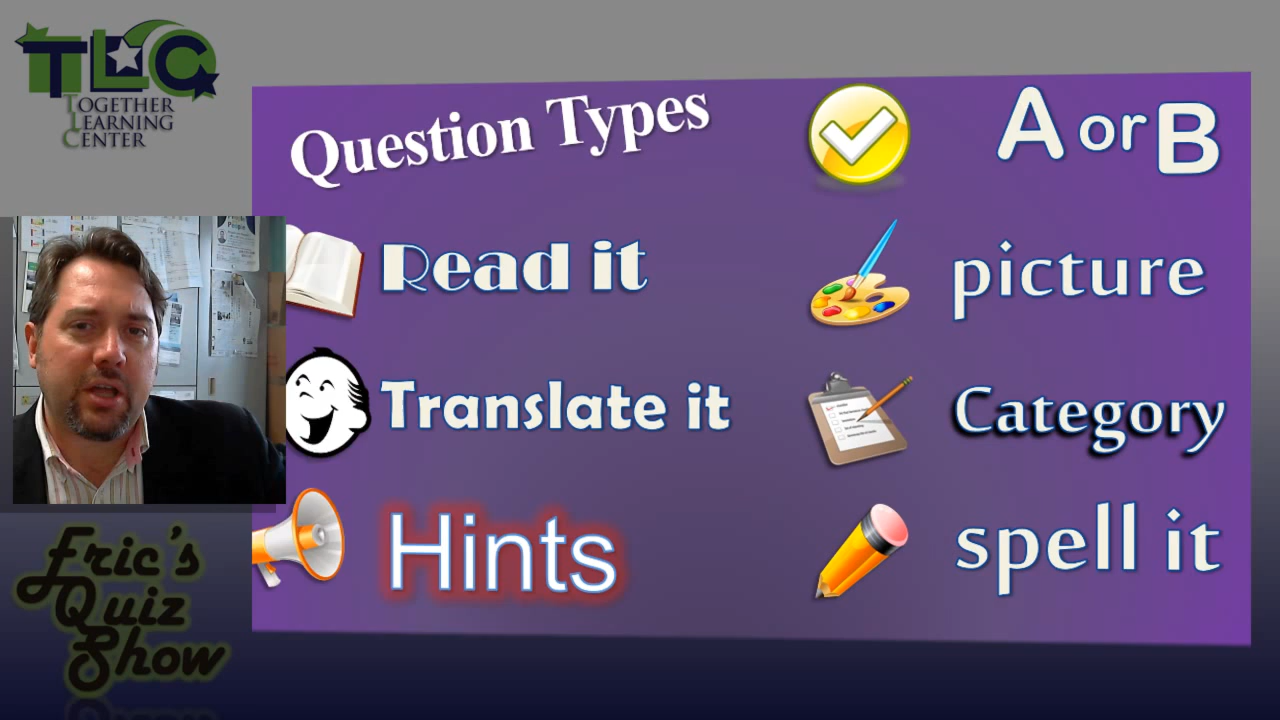 TLC
TOGETHER
LEARNING
CENTER
Question Types
A or B
Read it
picture
Translate it
Category
Hints
spell it
Eric's
Quiz
Show